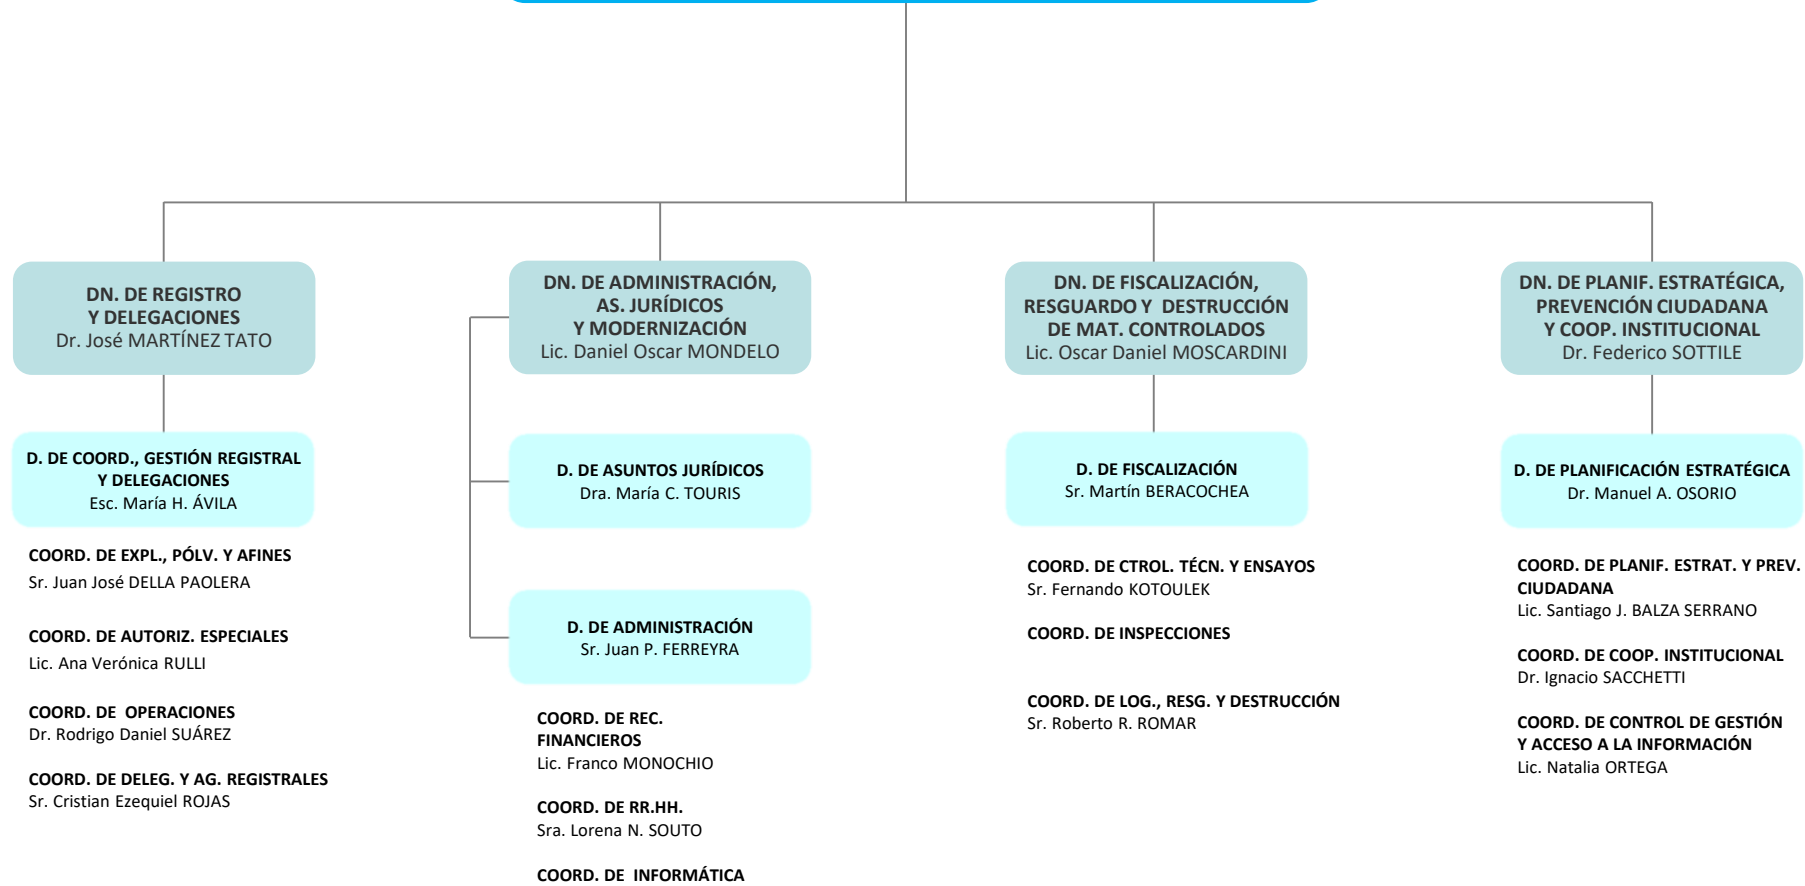 DN. DE REGISTRO
Y DELEGACIONES
Dr. José MARTÍNEZ TATO
DN. DE ADMINISTRACIÓN,
AS. JURÍDICOS
Y MODERNIZACIÓN
Lic. Daniel Oscar MONDELO
DN. DE FISCALIZACIÓN,
RESGUARDO Y DESTRUCCIÓN
DE MAT. CONTROLADOS
Lic. Oscar Daniel MOSCARDINI
DN. DE PLANIF. ESTRATÉGICA,
PREVENCIÓN CIUDADANA
Y COOP. INSTITUCIONAL
Dr. Federico SOTTILE
D. DE COORD., GESTIÓN REGISTRAL
Y DELEGACIONES
Esc. María H. ÁVILA
D. DE ASUNTOS JURÍDICOS
Dra. María C. TOURIS
D. DE FISCALIZACIÓN
Sr. Martín BERACOCHEA
D. DE PLANIFICACIÓN ESTRATÉGICA
Dr. Manuel A. OSORIO
COORD. DE EXPL., PÓLV. Y AFINES
Sr. Juan José DELLA PAOLERA
COORD. DE AUTORIZ. ESPECIALES
Lic. Ana Verónica RULLI
COORD. DE OPERACIONES
Dr. Rodrigo Daniel SUÁREZ
COORD. DE DELEG. Y AG. REGISTRALES
Sr. Cristian Ezequiel ROJAS
D. DE ADMINISTRACIÓN
Sr. Juan P. FERREYRA
COORD. DE REC.
FINANCIEROS
Lic. Franco MONOCHIO
COORD. DE RR.HH.
Sra. Lorena N. SOUTO
COORD. DE INFORMÁTICA
COORD. DE CTROL. TÉCN. Y ENSAYOS
Sr. Fernando KOTOULEK
COORD. DE INSPECCIONES
COORD. DE LOG., RESG. Y DESTRUCCIÓN
Sr. Roberto R. ROMAR
COORD. DE PLANIF. ESTRAT. Y PREV.
CIUDADANA
Lic. Santiago J. BALZA SERRANO
COORD. DE COOP. INSTITUCIONAL
Dr. Ignacio SACCHETTI
COORD. DE CONTROL DE GESTIÓN
Y ACCESO A LA INFORMACIÓN
Lic. Natalia ORTEGA